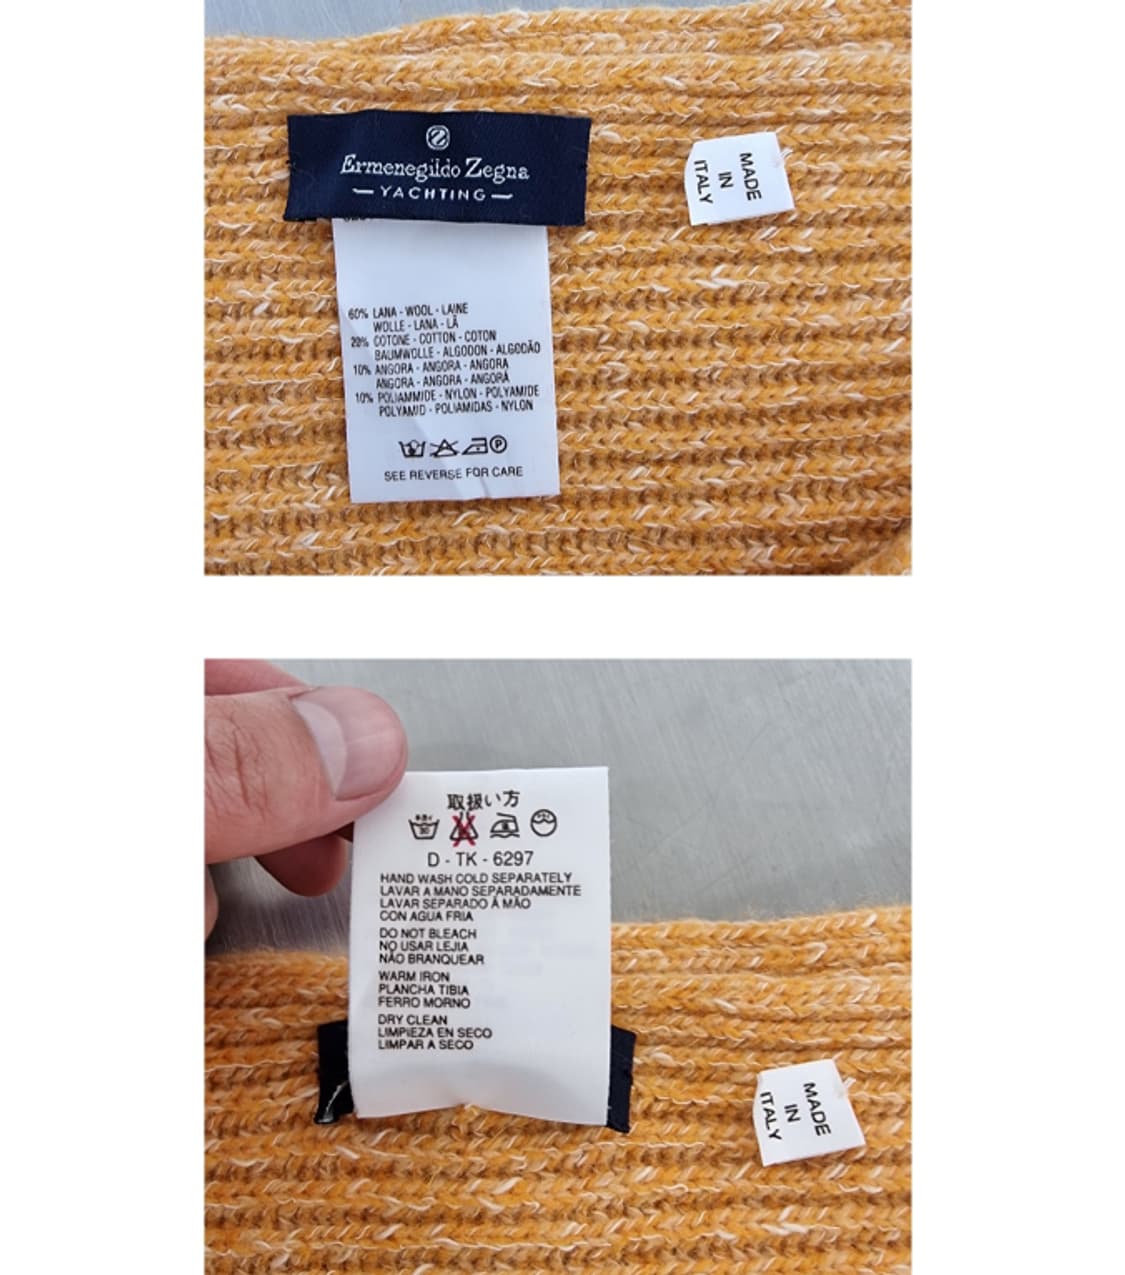 Ermenegildo Zegna
YACHTING
MADE
IN
ITALY
60% LANA - WOOL - LAINE
WOLLE - LANA - LÃ
20% COTONE - COTTON - COTON
BAUMWOLLE - ALGODON - ALGODÃO
10% ANGORA - ANGORA - ANGORA
ANGORA - ANGORA - ANGORÁ
10% POLIAMMIDE - NYLON - POLYAMIDE
POLYAMID - POLIAMIDAS - NYLON
P
SEE REVERSE FOR CARE
取扱い方
D - TK - 6297
HAND WASH COLD SEPARATELY
LAVAR A MANO SEPARADAMENTE
LAVAR SEPARADO Á MÃO
CON AGUA FRIA
DO NOT BLEACH
NO USAR LEJIA
NÃO BRANQUEAR
WARM IRON
PLANCHA TIBIA
FERRO MORNO
DRY CLEAN
LIMPIEZA EN SECO
LIMPAR A SECO
MADE
IN
ITALY